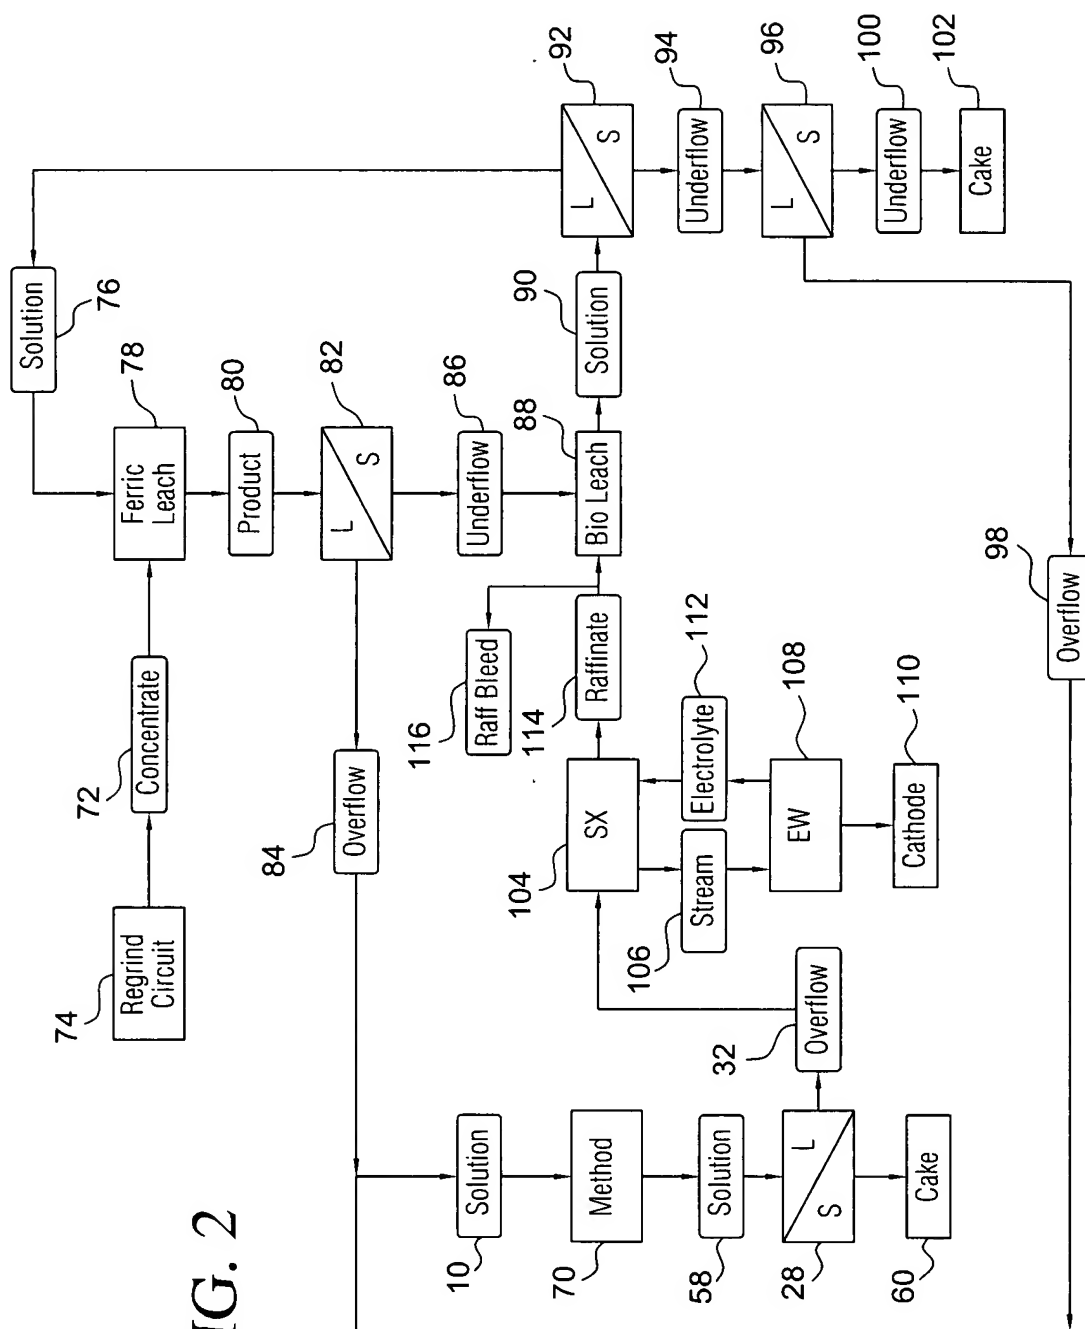 Regrind
Circuit
74
Concentrate
72
Solution
76
Ferric
Leach
78
Product
80
L
S
82
Overflow
84
Underflow
86
Bio Leach
88
Solution
90
L
S
92
Underflow
94
L
S
96
Underflow
100
Cake
102
Overflow
98
Raff Bleed
116
Raffinate
114
SX
104
Electrolyte
112
Stream
106
EW
108
Cathode
110
Overflow
32
Solution
10
Method
70
Solution
58
L
S
28
Cake
60
IG. 2